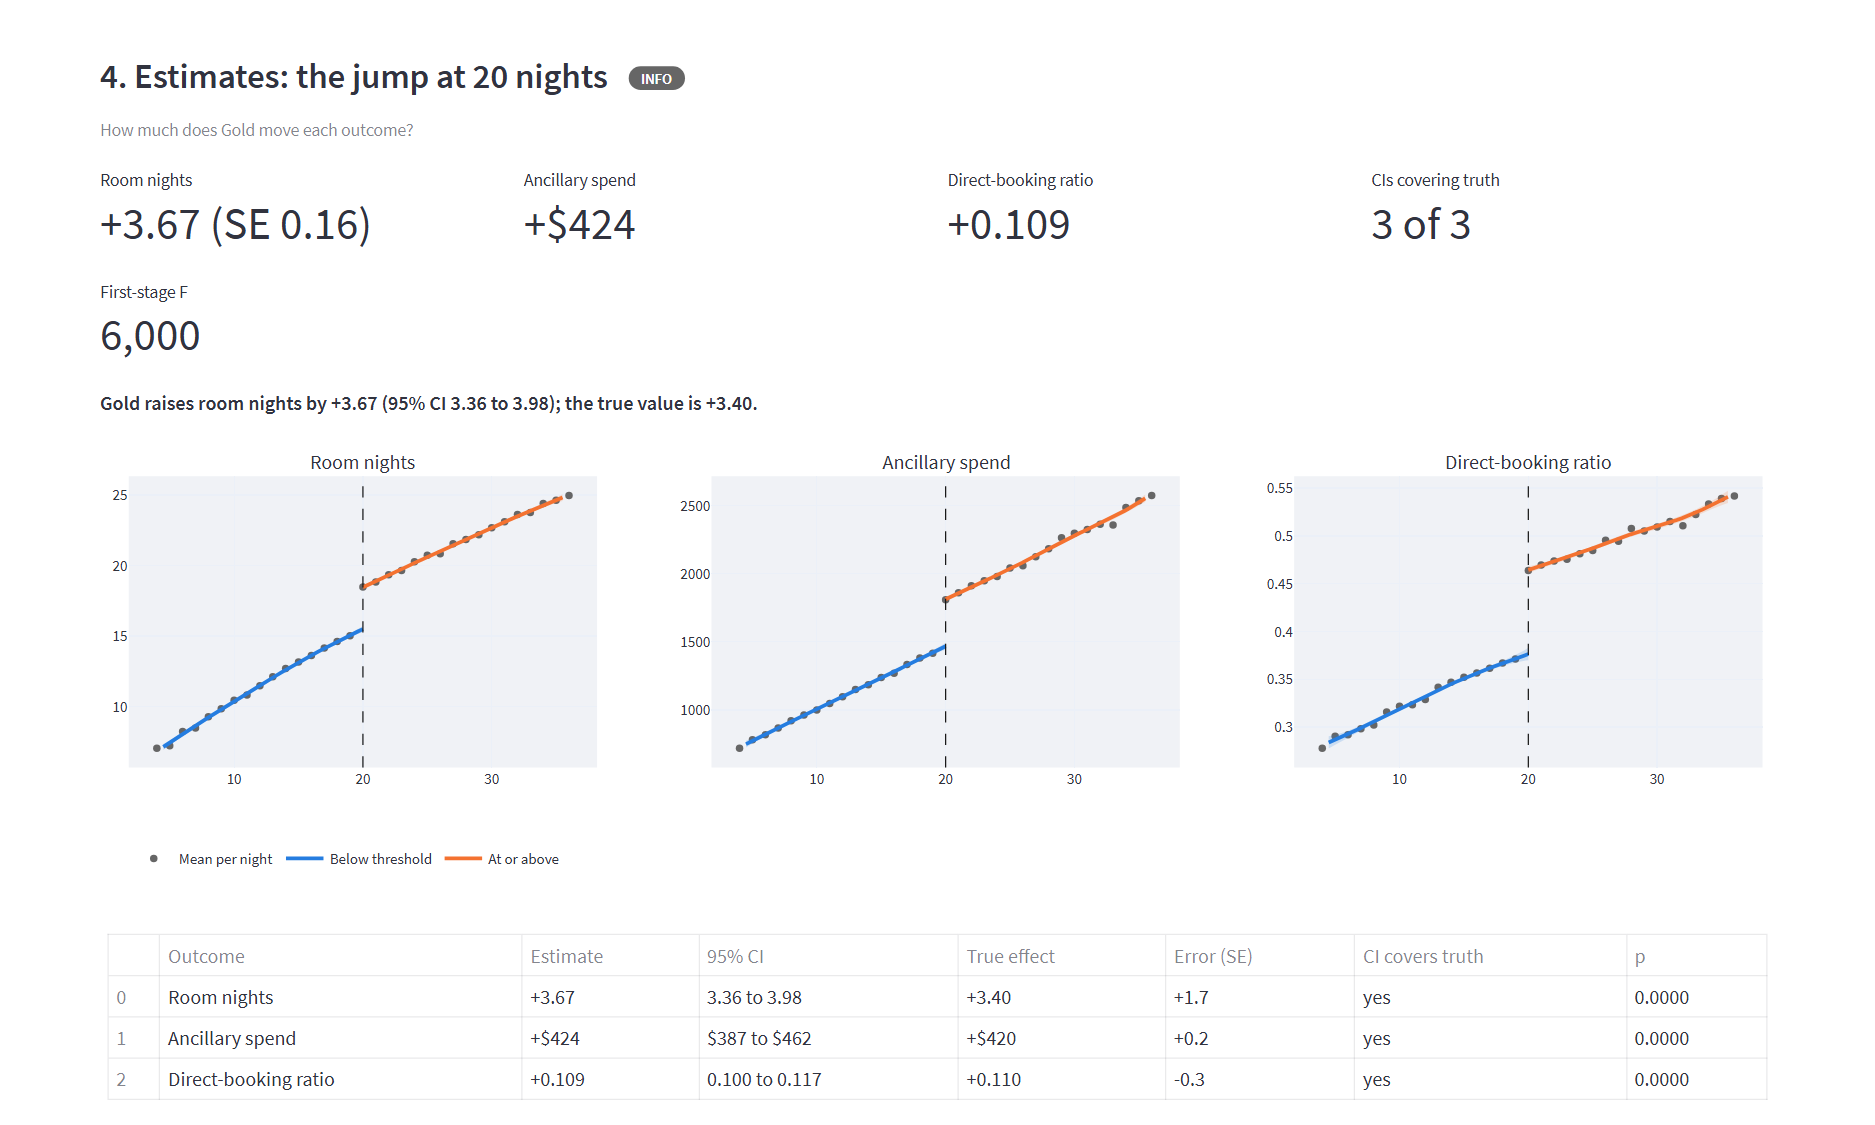 4. Estimates: the jump at 20 nights INFO
How much does Gold move each outcome?
Room nights Ancillary spend Direct-booking ratio CIs covering truth
+3.67 (SE 0.16) +$424 +0.109 3 of 3
First-stage F
6,000
Gold raises room nights by +3.67 (95% CI 3.36 to 3.98); the true value is +3.40.
Room nights
25
20
15
10
10 20 30
Ancillary spend
2500
2000
1500
1000
10 20 30
Direct-booking ratio
0.55
0.5
0.45
0.4
0.35
0.3
10 20 30
Mean per night Below threshold At or above
Outcome Estimate 95% CI True effect Error (SE) CI covers truth p
0 Room nights +3.67 3.36 to 3.98 +3.40 +1.7 yes 0.0000
1 Ancillary spend +$424 $387 to $462 +$420 +0.2 yes 0.0000
2 Direct-booking ratio +0.109 0.100 to 0.117 +0.110 -0.3 yes 0.0000